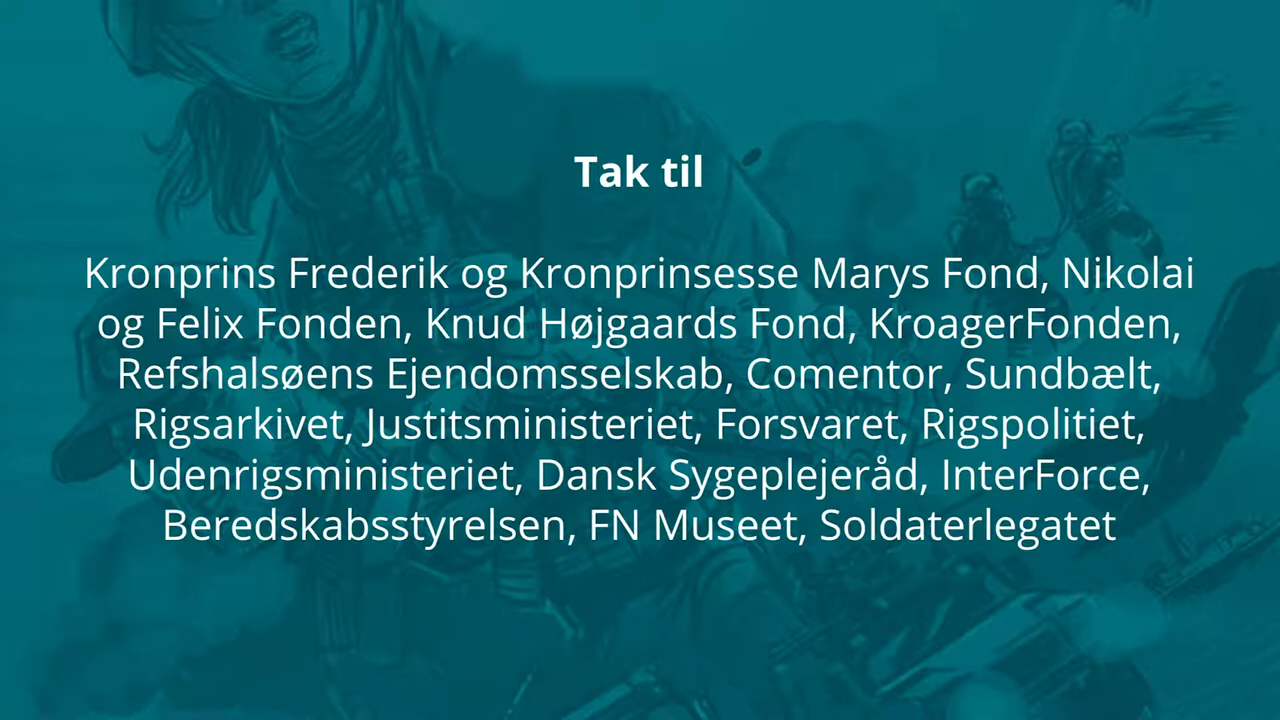 Tak til
Kronprins Frederik og Kronprinsesse Marys Fond, Nikolai
og Felix Fonden, Knud Højgaards Fond, KroagerFonden,
Refshalsøens Ejendomsselskab, Comentor, Sundbælt,
Rigsarkivet, Justitsministeriet, Forsvaret, Rigspolitiet,
Udenrigsministeriet, Dansk Sygeplejeråd, InterForce,
Beredskabsstyrelsen, FN Museet, Soldaterlegatet